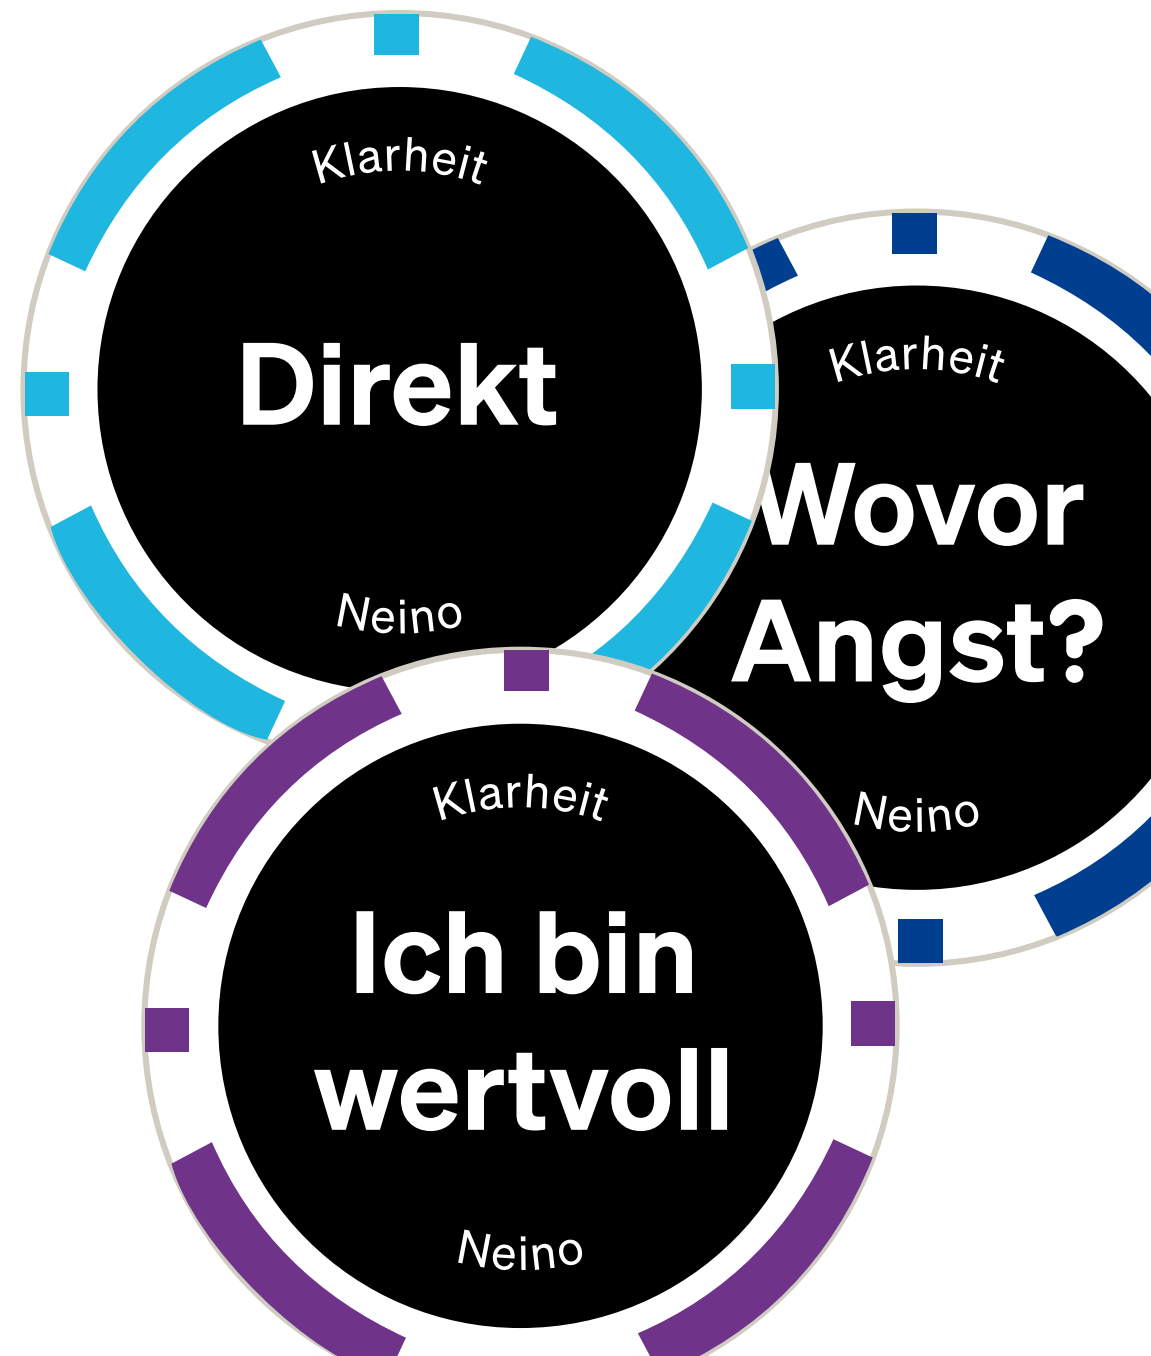 Klarheit
Direkt
Neino
Klarheit
Wovor
Angst?
Neino
Klarheit
Ich bin
wertvoll
Neino